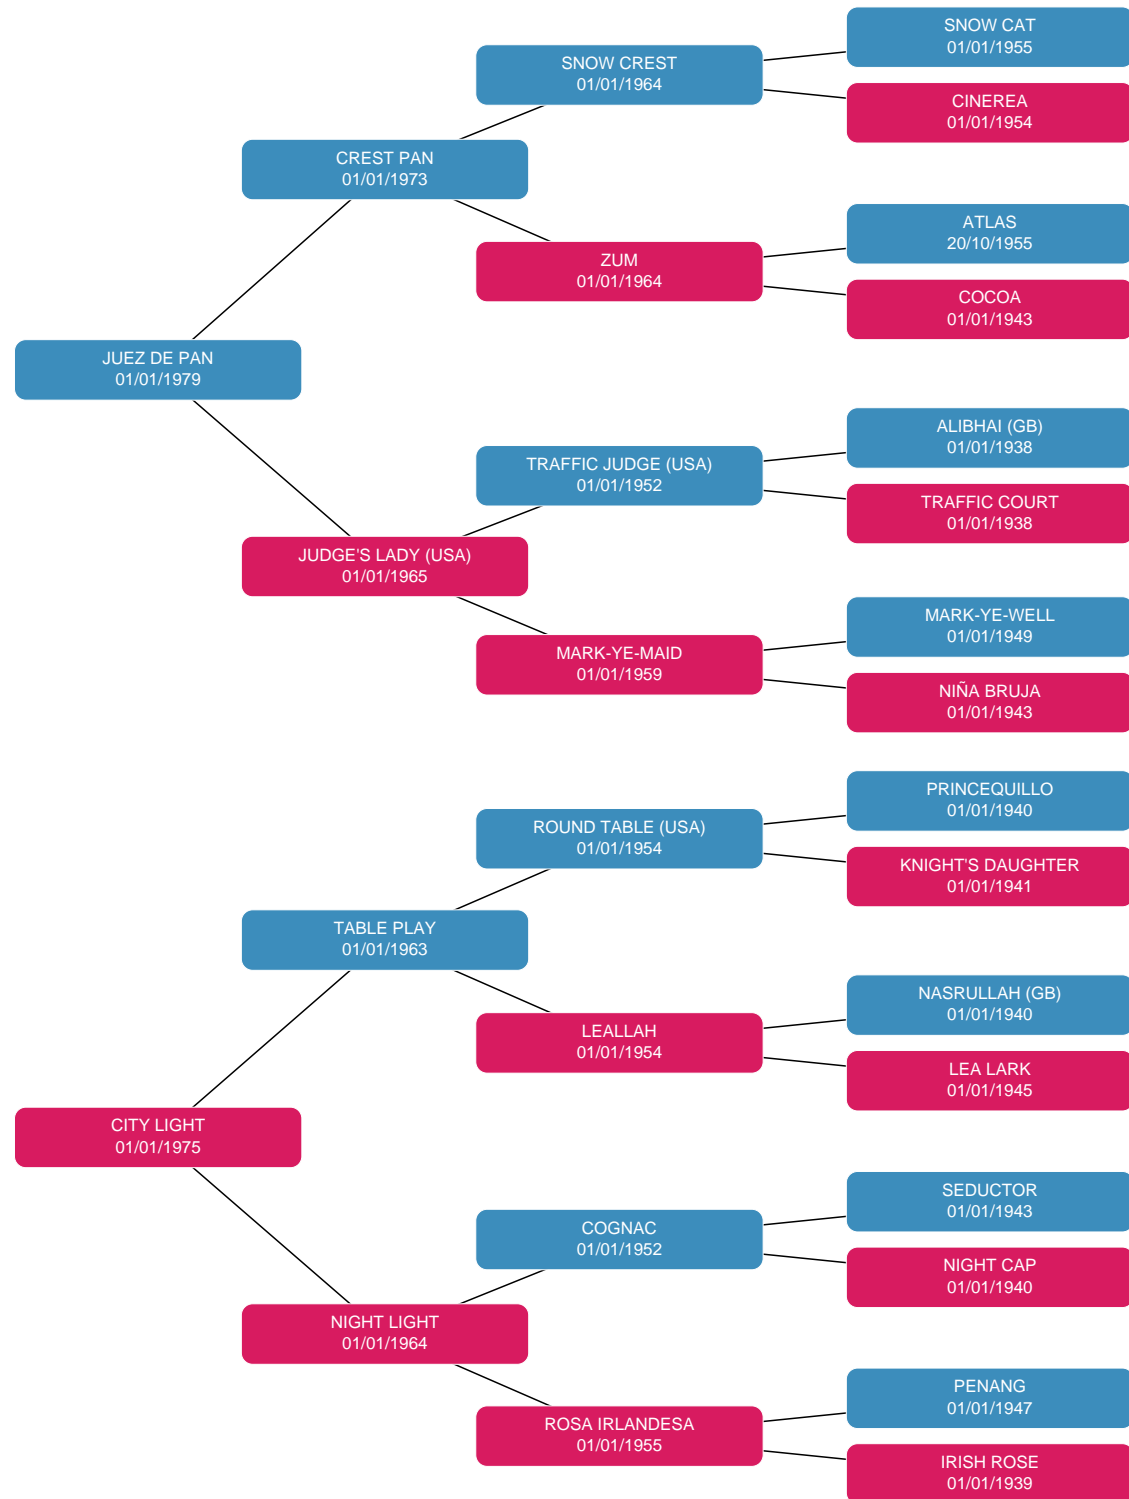 SNOW CAT
01/01/1955
SNOW CREST
01/01/1964
CINEREA
01/01/1954
CREST PAN
01/01/1973
ATLAS
20/10/1955
ZUM
01/01/1964
COCOA
01/01/1943
JUEZ DE PAN
01/01/1979
ALIBHAI (GB)
01/01/1938
TRAFFIC JUDGE (USA)
01/01/1952
TRAFFIC COURT
01/01/1938
JUDGE'S LADY (USA)
01/01/1965
MARK-YE-WELL
01/01/1949
MARK-YE-MAID
01/01/1959
NIÑA BRUJA
01/01/1943
PRINCEQUILLO
01/01/1940
ROUND TABLE (USA)
01/01/1954
KNIGHT'S DAUGHTER
01/01/1941
TABLE PLAY
01/01/1963
NASRULLAH (GB)
01/01/1940
LEALLAH
01/01/1954
LEA LARK
01/01/1945
CITY LIGHT
01/01/1975
SEDUCTOR
01/01/1943
COGNAC
01/01/1952
NIGHT CAP
01/01/1940
NIGHT LIGHT
01/01/1964
PENANG
01/01/1947
ROSA IRLANDESA
01/01/1955
IRISH ROSE
01/01/1939